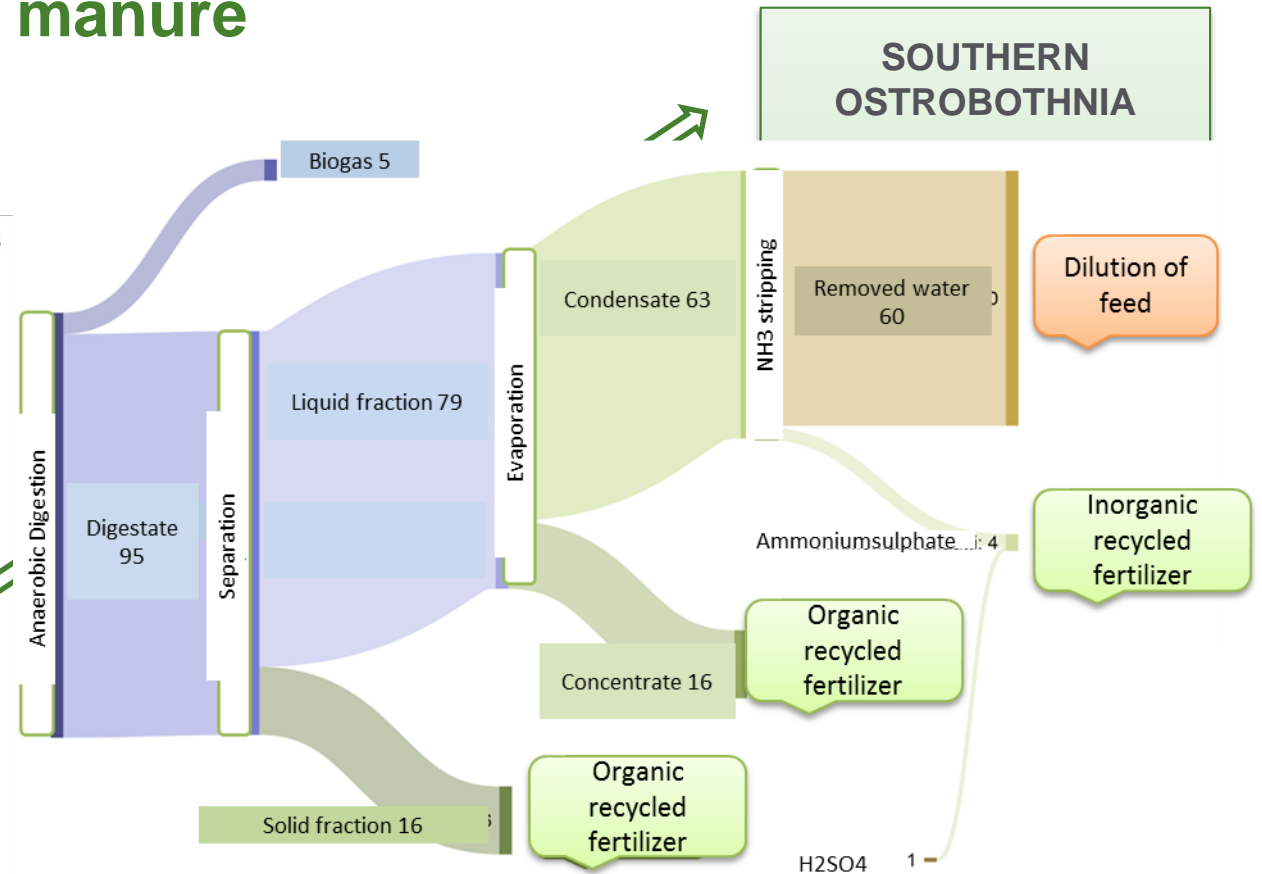 manure
SOUTHERN
OSTROBOTHNIA
Biogas 5
Anaerobic Digestion
Digestate
95
Separation
Liquid fraction 79
Evaporation
Condensate 63
NH3 stripping
Removed water
60
Dilution of
feed
Ammoniumsulphate
4
Inorganic
recycled
fertilizer
Concentrate 16
Organic
recycled
fertilizer
Solid fraction 16
Organic
recycled
fertilizer
H2SO4
1